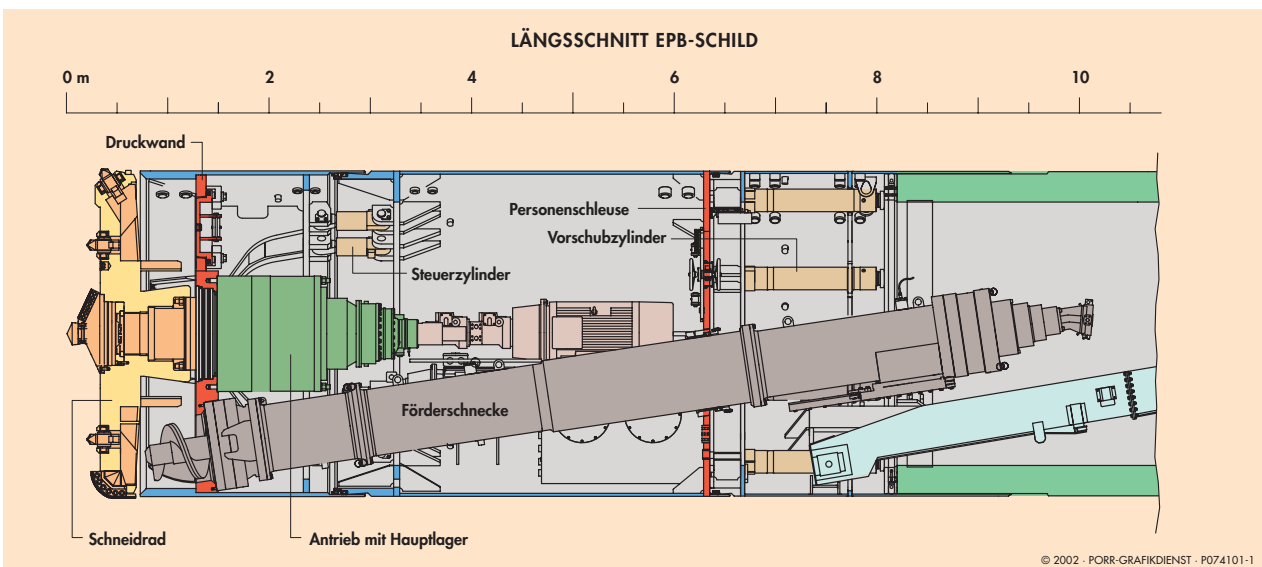 LÄNGSSCHNITT EPB-SCHILD
0 m 2 4 6 8 10
Druckwand
Personenschleuse
Vorschubzylinder
Steuerzylinder
Förderschnecke
Schneidrad
Antrieb mit Hauptlager
© 2002 · PORR-GRAFIKDIENST · P074101-1